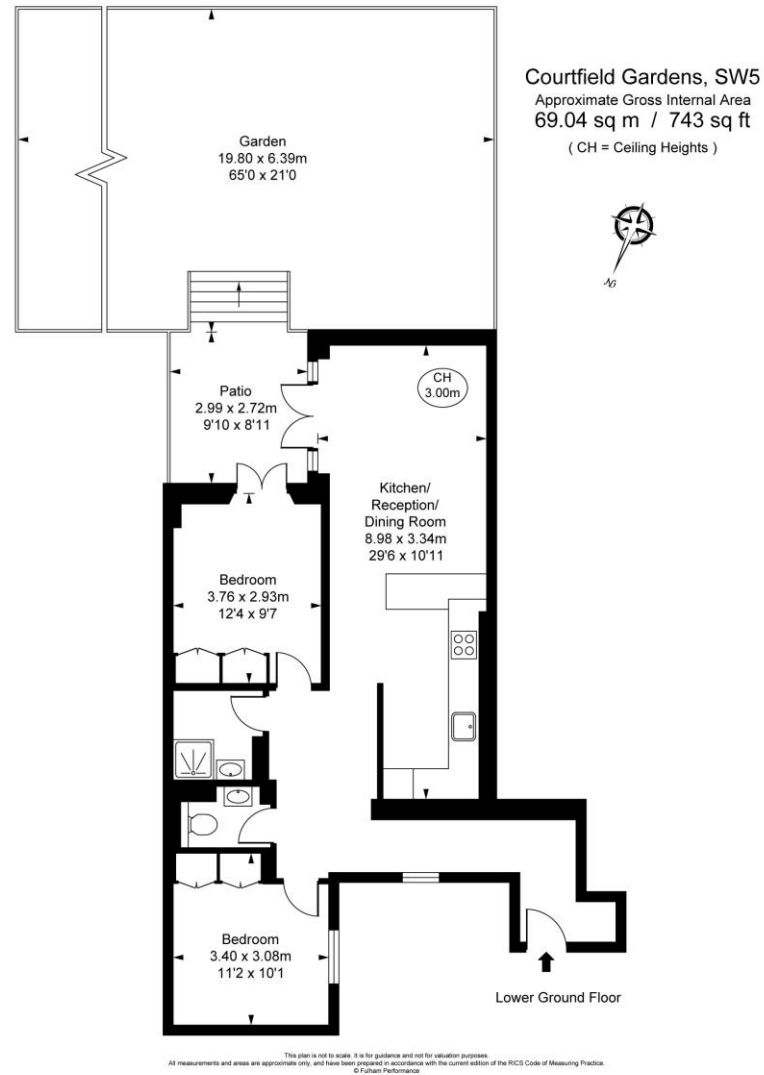 Courtfield Gardens, SW5
Approximate Gross Internal Area
69.04 sq m / 743 sq ft
( CH = Ceiling Heights )
Garden
19.80 x 6.39m
65'0 x 21'0
N
CH
3.00m
Patio
2.99 x 2.72m
9'10 x 8'11
Kitchen/
Reception/
Dining Room
8.98 x 3.34m
29'6 x 10'11
Bedroom
3.76 x 2.93m
12'4 x 9'7
Bedroom
3.40 x 3.08m
11'2 x 10'1
Lower Ground Floor
This plan is not to scale. It is for guidance and not for valuation purposes.
All measurements and areas are approximate only, and have been prepared in accordance with the current edition of the RICS Code of Measuring Practice.
© Fulham Performance